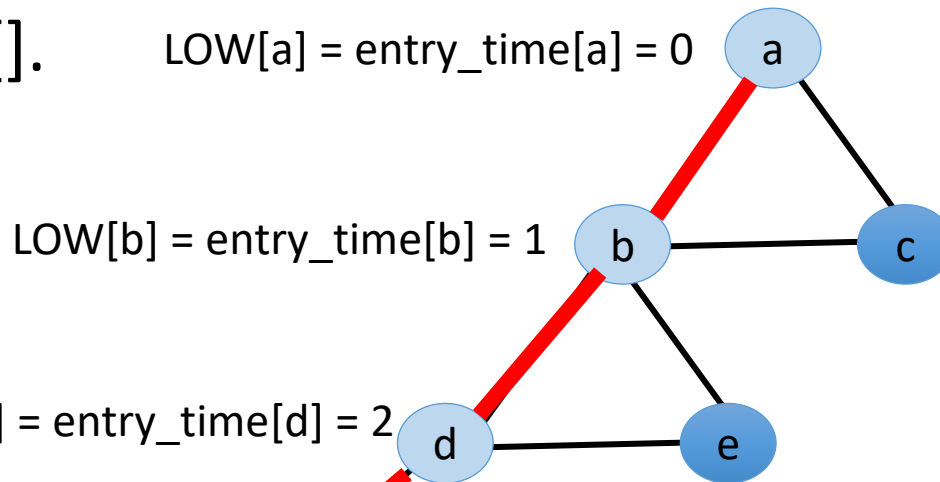 ].
LOW[a] = entry_time[a] = 0
a
LOW[b] = entry_time[b] = 1
b
c
] = entry_time[d] = 2
d
e